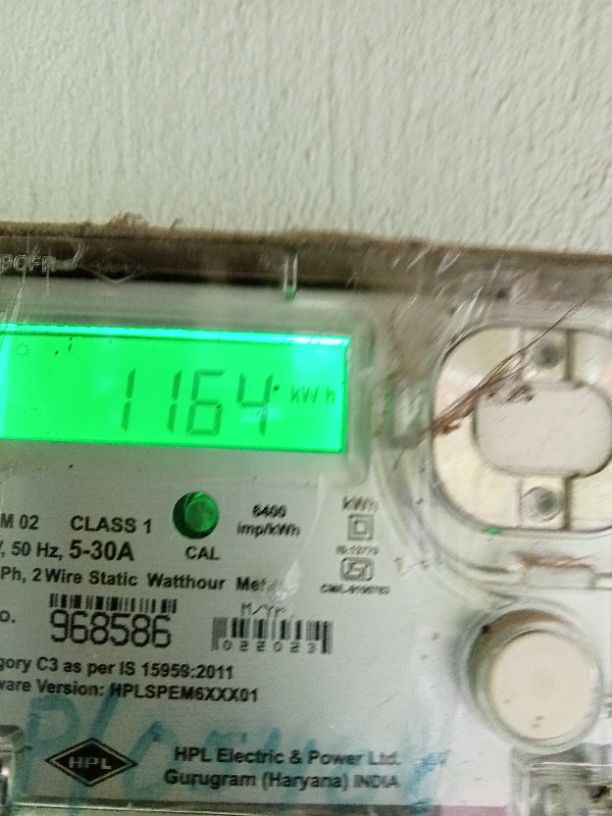 1164 kWh
M 02 CLASS 1
6400
imp/kWh
kWh
, 50 Hz, 5-30A
CAL
Ph, 2 Wire Static Watthour
968586
M/Yr
022023
gory C3 as per IS 15959:2011
ware Version: HPLSPEM6XXX01
HPL
HPL Electric & Power Ltd.
Gurugram (Haryana) INDIA